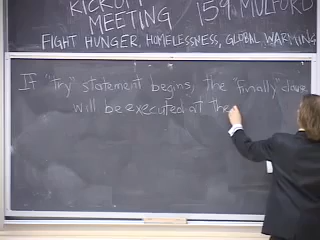 KICKOFF
MEETING 159 MULFORD
FIGHT HUNGER, HOMELESSNESS, GLOBAL WARMING
If "try" statement begins, the "finally" clause
will be executed at the